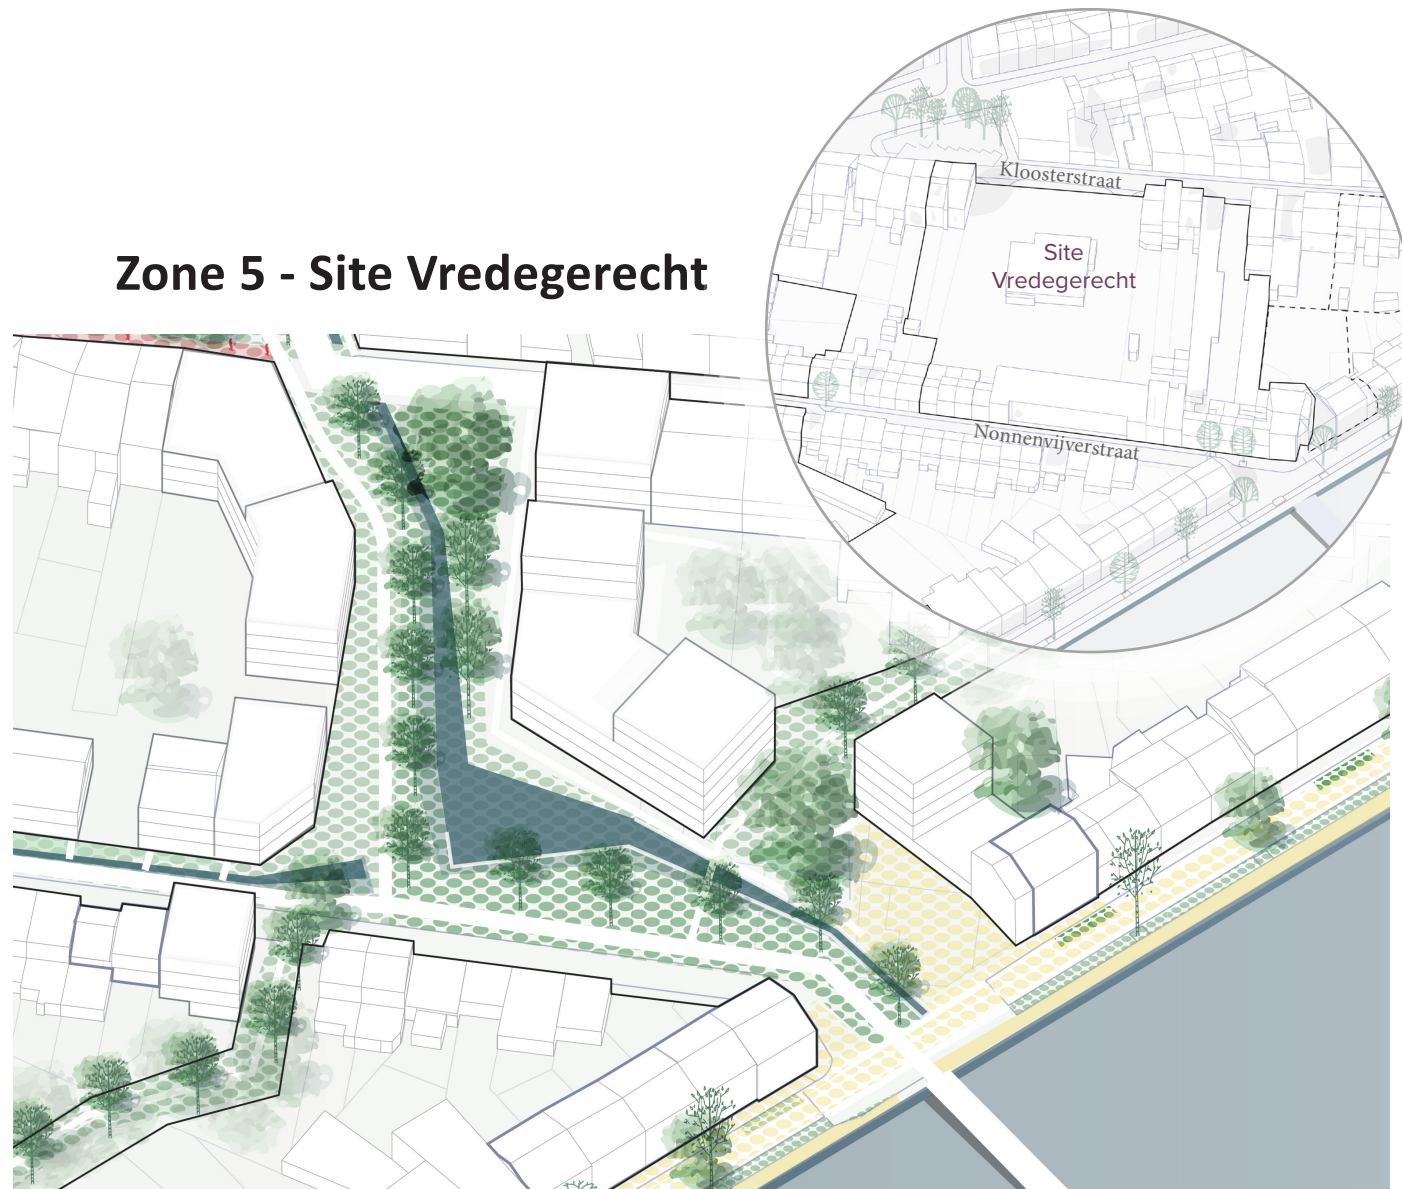 Kloosterstraat
Site
Vredegerecht
Zone 5 - Site Vredegerecht
Nonnenvijverstraat